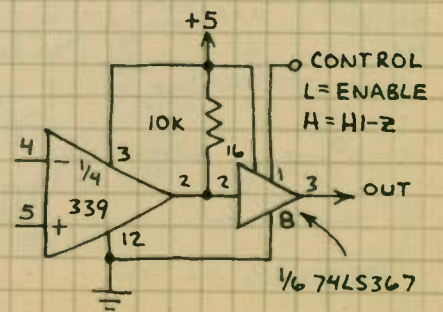 +5
CONTROL
L=ENABLE
H=HI-Z
10K
4
-
1/4
3
16
1
339
2
2
3
OUT
5
+
12
8
1/6 74LS367